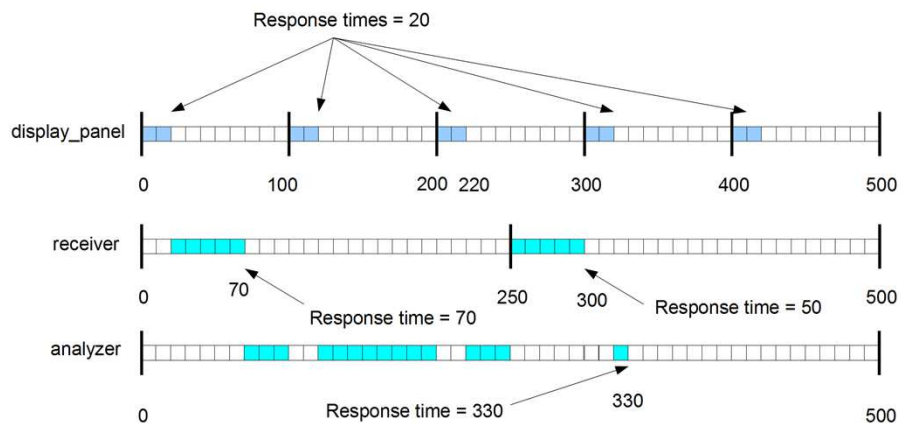 Response times = 20
display_panel
0 100 200 220 300 400 500
receiver
0 70 250 300 500
Response time = 70
Response time = 50
analyzer
0 330 500
Response time = 330